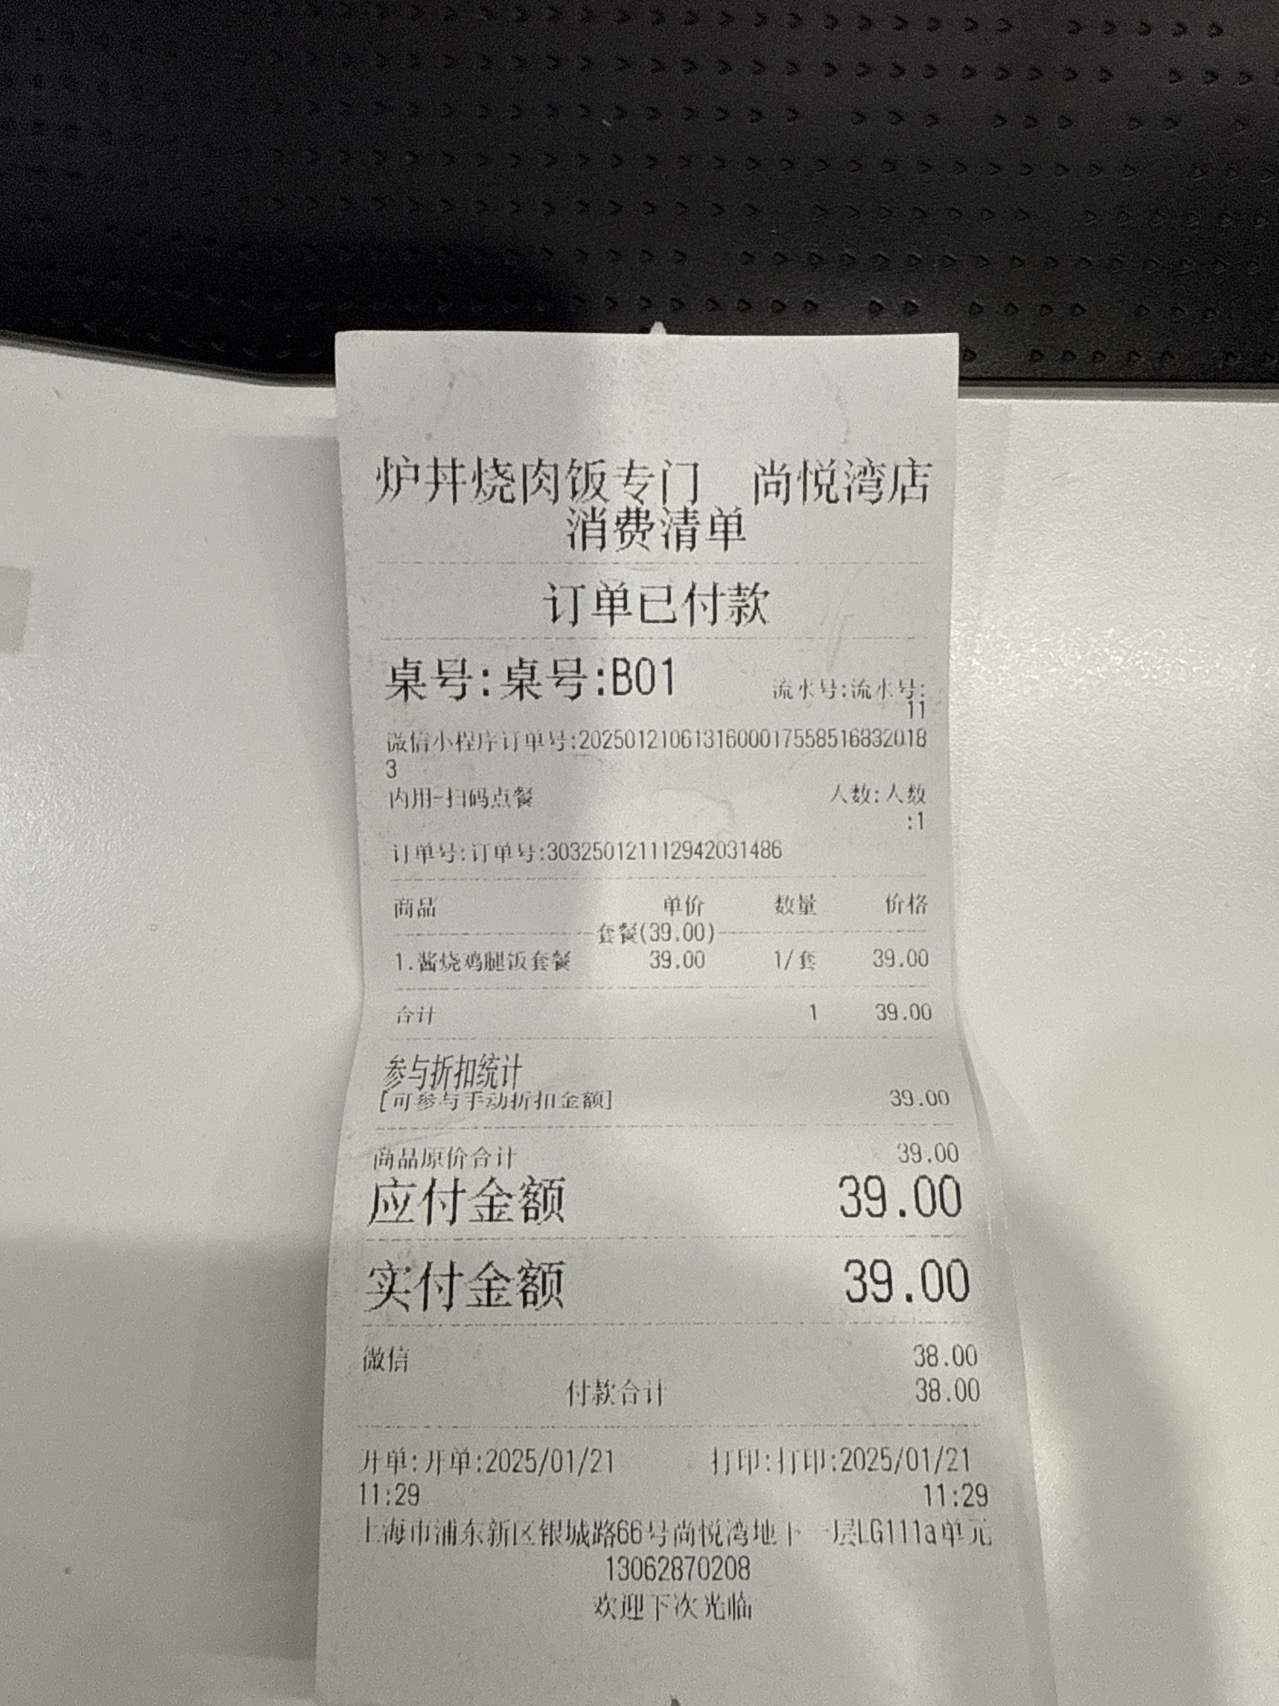 炉丼烧肉饭专门 尚悦湾店
消费清单
订单已付款
桌号:桌号:B01 流水号:流水号:
11
微信小程序订单号:2025012106131600017558516832018
3
内用-扫码点餐 人数:人数
:1
订单号:订单号:3032501211112942031486
商品 单价 数量 价格
套餐(39.00)
1.酱烧鸡腿饭套餐 39.00 1/套 39.00
合计 1 39.00
参与折扣统计
[可参与手动折扣金额] 39.00
商品原价合计 39.00
应付金额 39.00
实付金额 39.00
微信 38.00
付款合计 38.00
开单:开单:2025/01/21 打印:打印:2025/01/21
11:29 11:29
上海市浦东新区银城路66号尚悦湾地下一层LG111a单元
13062870208
欢迎下次光临